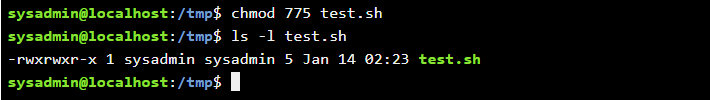 sysadmin@localhost:/tmp$ chmod 775 test.sh
sysadmin@localhost:/tmp$ ls -l test.sh
-rwxrwxr-x 1 sysadmin sysadmin 5 Jan 14 02:23 test.sh
sysadmin@localhost:/tmp$